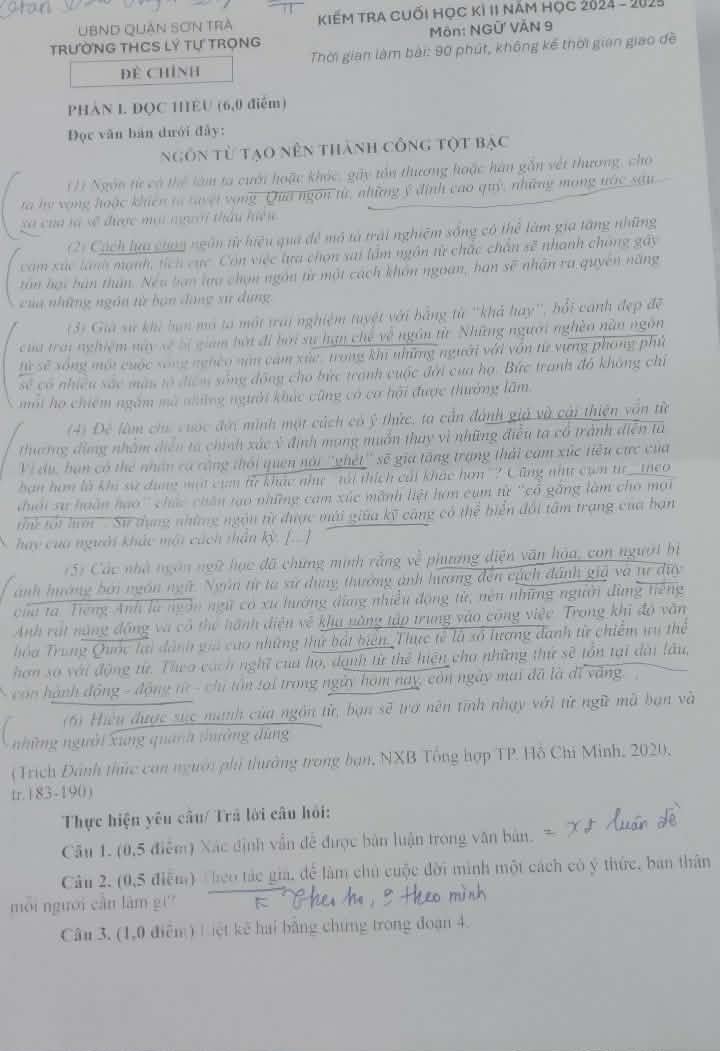 UBND QUẬN SƠN TRÀ
TRƯỜNG THCS LÝ TỰ TRỌNG
ĐỀ CHÍNH
KIỂM TRA CUỐI HỌC KÌ II NĂM HỌC 2024 – 2025
Môn: NGỮ VĂN 9
Thời gian làm bài: 90 phút, không kể thời gian giao đề
PHẦN I. ĐỌC HIỂU (6,0 điểm)
Đọc văn bản dưới đây:
NGÔN TỪ TẠO NÊN THÀNH CÔNG TỘT BẬC
(1) Ngôn từ có thể làm ta cười hoặc khóc, gây tổn thương hoặc hàn gắn vết thương, cho
ta hy vọng hoặc khiến ta tuyệt vọng. Qua ngôn từ, những ý định cao quý, những mong ước sâu
xa của ta sẽ được mọi người thấu hiểu.
(2) Cách lựa chọn ngôn từ hiệu quả để mô tả trải nghiệm sống có thể làm gia tăng những
cảm xúc lành mạnh, tích cực. Còn việc lựa chọn sai lầm ngôn từ chắc chắn sẽ nhanh chóng gây
tổn hại bản thân. Nếu bạn lựa chọn ngôn từ một cách khôn ngoan, bạn sẽ nhận ra quyền năng
của những ngôn từ bạn đang sử dụng.
(3) Giả sử khi bạn mô tả một trải nghiệm tuyệt vời bằng từ “khá hay”, bối cảnh đẹp đẽ
của trải nghiệm này sẽ bị giảm bớt đi bởi sự hạn chế về ngôn từ. Những người nghèo nàn ngôn
từ sẽ sống một cuộc sống nghèo nàn cảm xúc, trong khi những người với vốn từ vựng phong phú
sẽ có nhiều sắc màu tô điểm sống động cho bức tranh cuộc đời của họ. Bức tranh đó không chỉ
mỗi họ chiêm ngắm mà những người khác cũng có cơ hội được thưởng lãm.
(4) Để làm chủ cuộc đời mình một cách có ý thức, ta cần đánh giá và cải thiện vốn từ
thường dùng nhằm diễn tả chính xác ý định mong muốn thay vì những điều ta cố tránh diễn tả.
Ví dụ, bạn có thể nhận ra rằng thói quen nói “ghét” sẽ gia tăng trạng thái cảm xúc tiêu cực của
bạn hơn là khi sử dụng một cụm từ khác như “tôi thích cái khác hơn”? Cũng như cụm từ “theo
đuổi sự hoàn hảo” chắc chắn tạo những cảm xúc mãnh liệt hơn cụm từ “cố gắng làm cho mọi
thứ tốt hơn”. Sử dụng những ngôn từ được mài giũa kỹ càng có thể biến đổi tâm trạng của bạn
hay của người khác một cách thần kỳ. [...]
(5) Các nhà ngôn ngữ học đã chứng minh rằng về phương diện văn hóa, con người bị
ảnh hưởng bởi ngôn ngữ. Ngôn từ ta sử dụng thường ảnh hưởng đến cách đánh giá và tư duy
của ta. Tiếng Anh là ngôn ngữ có xu hướng dùng nhiều động từ, nên những người dùng tiếng
Anh rất năng động và có thể hãnh diện về khả năng tập trung vào công việc. Trong khi đó văn
hóa Trung Quốc lại đánh giá cao những thứ bất biến. Thực tế là số lượng danh từ chiếm ưu thế
hơn so với động từ. Theo cách nghĩ của họ, danh từ thể hiện cho những thứ sẽ tồn tại dài lâu,
còn hành động - động từ - chỉ tồn tại trong ngày hôm nay, còn ngày mai đã là dĩ vãng.
(6) Hiểu được sức mạnh của ngôn từ, bạn sẽ trở nên tinh nhạy với từ ngữ mà bạn và
những người xung quanh thường dùng.
(Trích Đánh thức con người phi thường trong bạn, NXB Tổng hợp TP. Hồ Chí Minh, 2020,
tr.183-190)
Thực hiện yêu cầu/ Trả lời câu hỏi:
Câu 1. (0,5 điểm) Xác định vấn đề được bàn luận trong văn bản. = xđ luận đề
Câu 2. (0,5 điểm) Theo tác giả, để làm chủ cuộc đời mình một cách có ý thức, bản thân
mỗi người cần làm gì?
theo họ, theo mình
Câu 3. (1,0 điểm) Liệt kê hai bằng chứng trong đoạn 4.